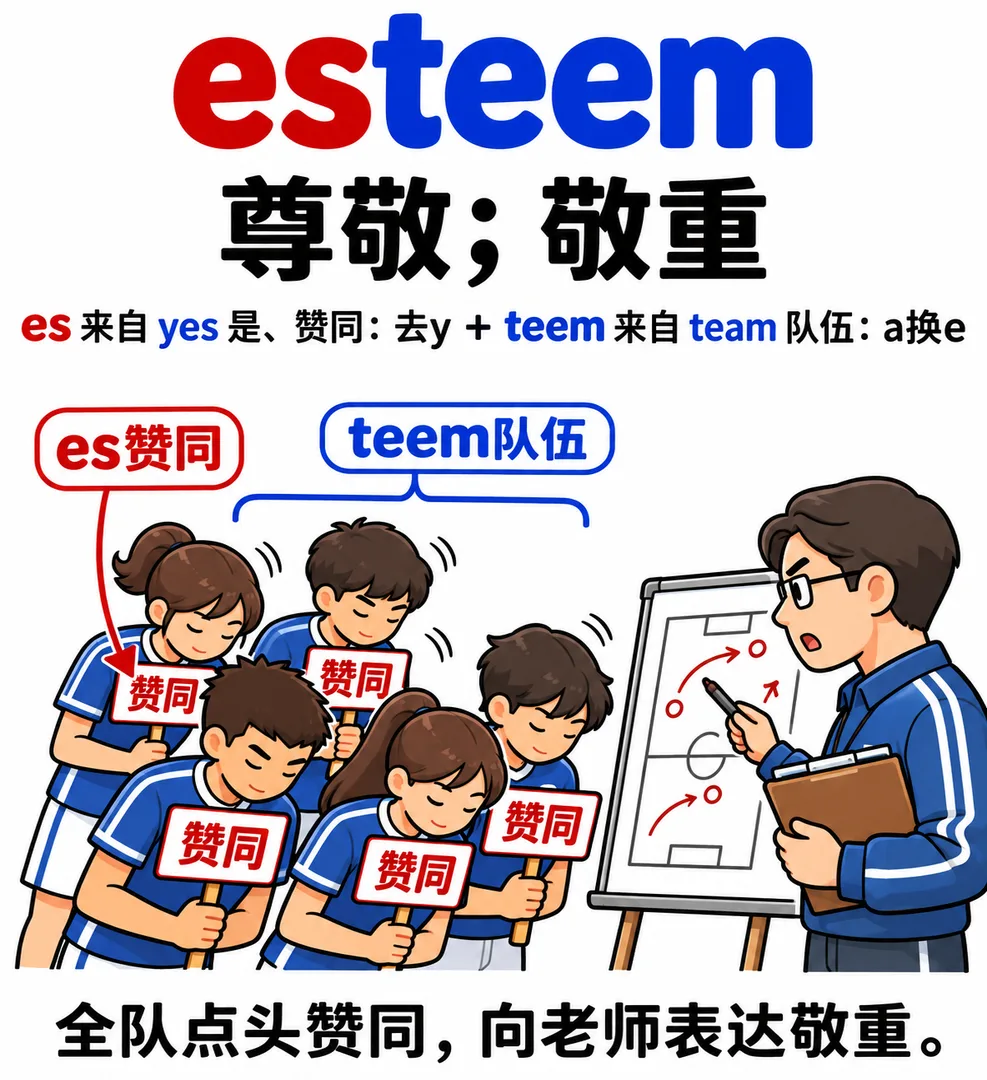 esteem
尊敬；敬重
es 来自 yes 是、赞同：去y + teem 来自 team 队伍：a换e
es赞同
teem队伍
赞同
赞同
赞同
赞同
赞同
全队点头赞同，向老师表达敬重。